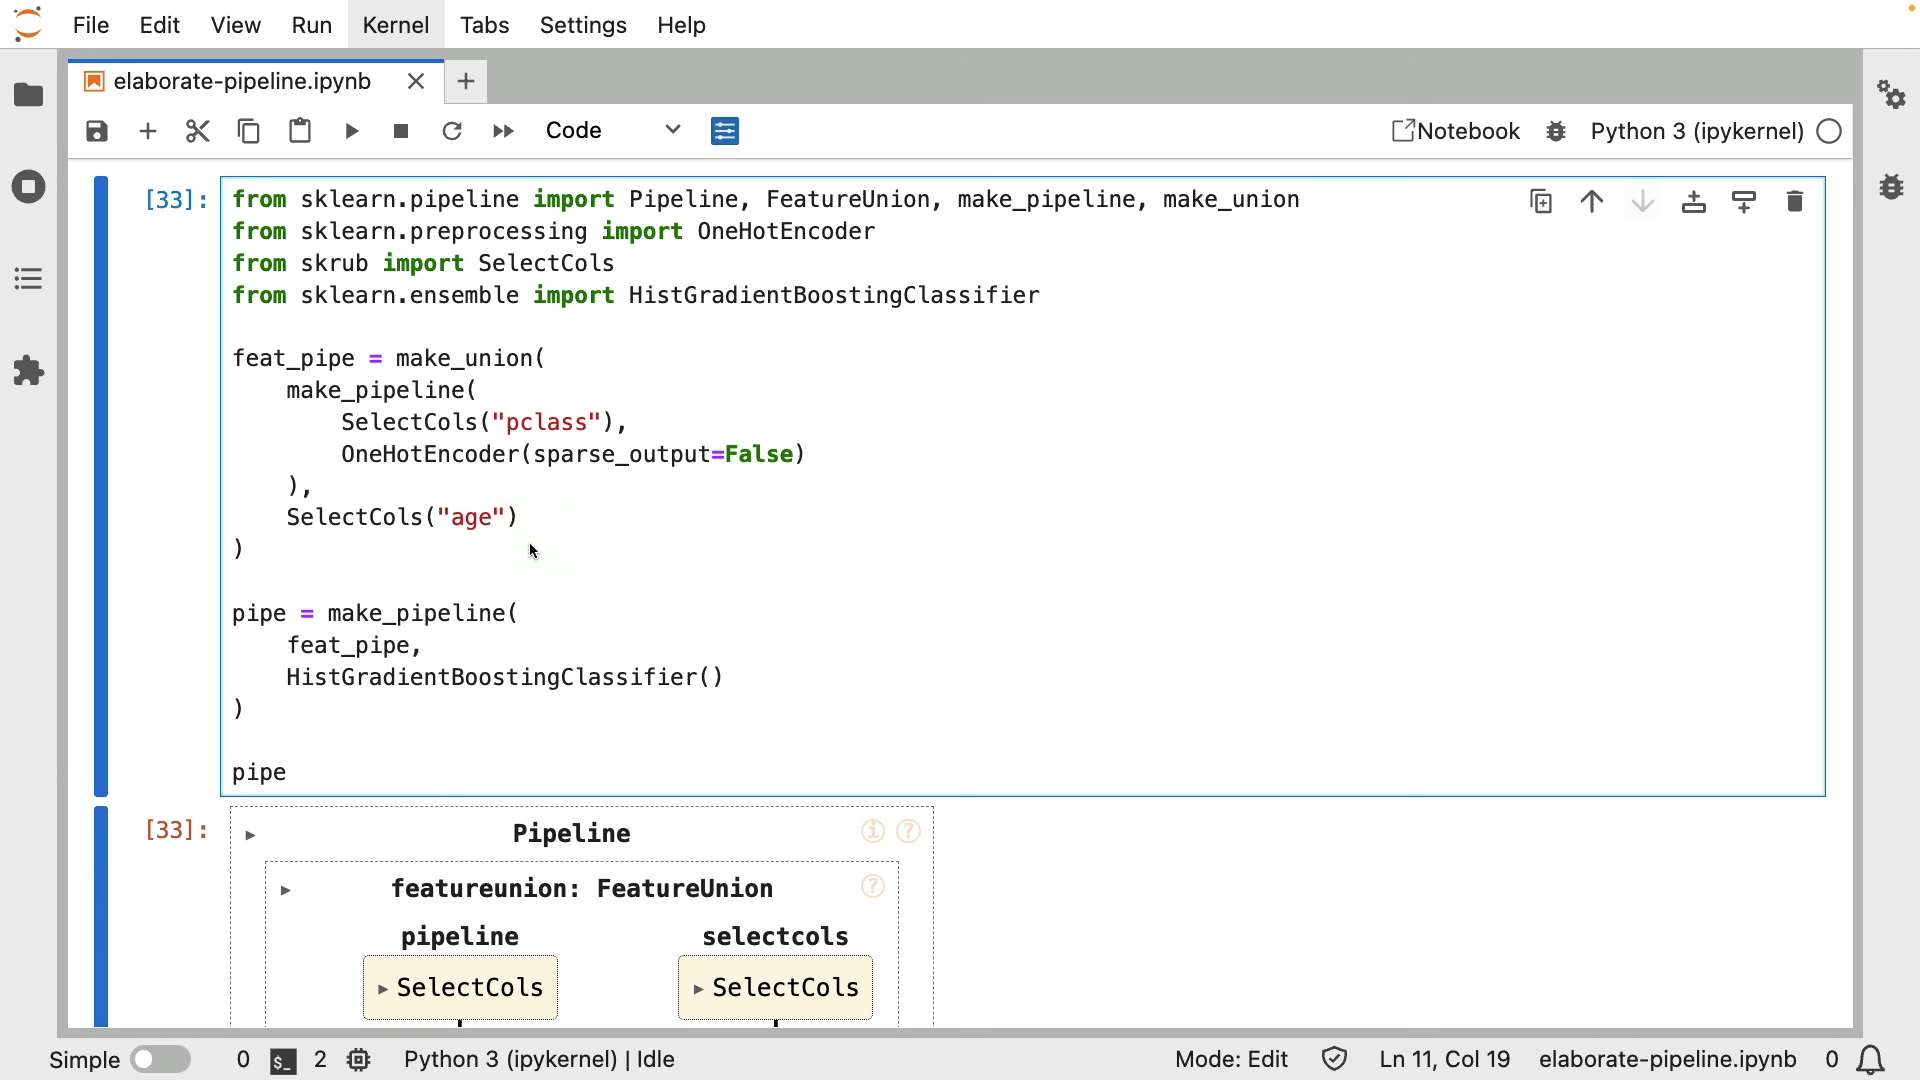 File Edit View Run Kernel Tabs Settings Help
elaborate-pipeline.ipynb
Code Notebook Python 3 (ipykernel)
[33]: from sklearn.pipeline import Pipeline, FeatureUnion, make_pipeline, make_union
from sklearn.preprocessing import OneHotEncoder
from skrub import SelectCols
from sklearn.ensemble import HistGradientBoostingClassifier
feat_pipe = make_union(
    make_pipeline(
        SelectCols("pclass"),
        OneHotEncoder(sparse_output=False)
    ),
    SelectCols("age")
)
pipe = make_pipeline(
    feat_pipe,
    HistGradientBoostingClassifier()
)
pipe
[33]: Pipeline
featureunion: FeatureUnion
pipeline selectcols
SelectCols SelectCols
Simple 0 2 Python 3 (ipykernel) | Idle Mode: Edit Ln 11, Col 19 elaborate-pipeline.ipynb 0